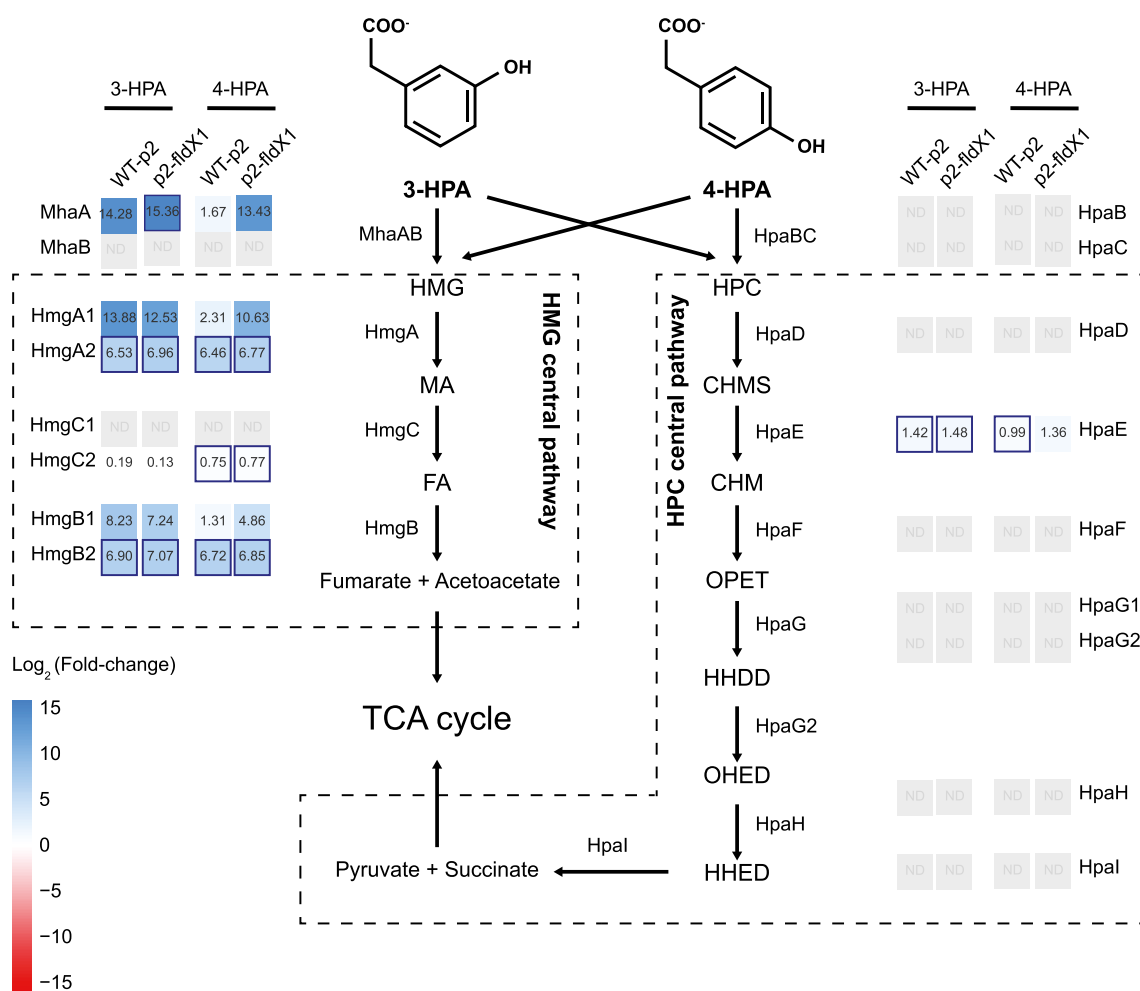 COO-
OH
COO-
OH
3-HPA 4-HPA
WT-p2 p2-fldX1 WT-p2 p2-fldX1
3-HPA 4-HPA
WT-p2 p2-fldX1 WT-p2 p2-fldX1
3-HPA 4-HPA
MhaA 14.28 15.36 1.67 13.43
MhaB ND ND ND ND
MhaAB HpaBC
ND ND ND ND HpaB
ND ND ND ND HpaC
HMG HPC
HMG central pathway
HPC central pathway
HmgA1 13.88 12.53 2.31 10.63
HmgA2 6.53 6.96 6.46 6.77
HmgA HpaD
ND ND ND ND HpaD
MA CHMS
HmgC1 ND ND ND ND
HmgC2 0.19 0.13 0.75 0.77
HmgC HpaE
1.42 1.48 0.99 1.36 HpaE
FA CHM
HmgB1 8.23 7.24 1.31 4.86
HmgB2 6.90 7.07 6.72 6.85
HmgB HpaF
ND ND ND ND HpaF
Fumarate + Acetoacetate OPET
HpaG
ND ND ND ND HpaG1
ND ND ND ND HpaG2
HHDD
TCA cycle
HpaG2
OHED
HpaH
ND ND ND ND HpaH
Pyruvate + Succinate HpaI HHED
ND ND ND ND HpaI
Log2 (Fold-change)
15
10
5
0
−5
−10
−15